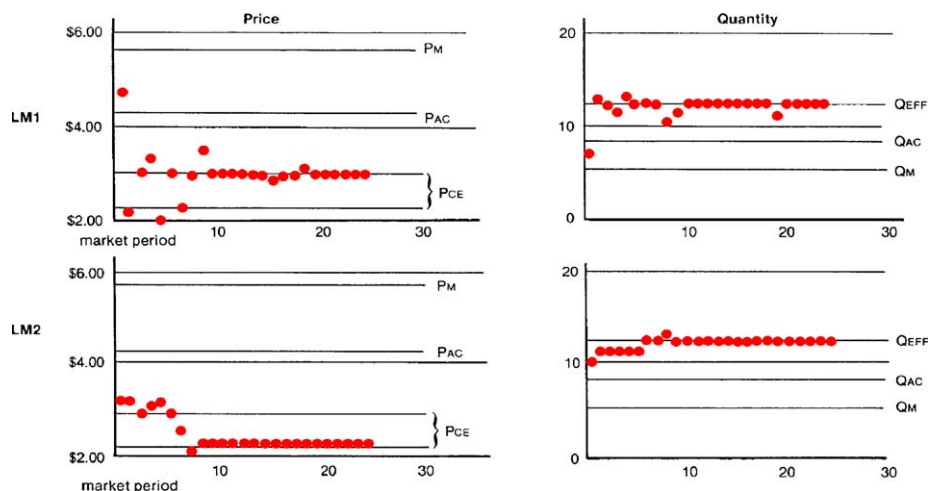 Price
Quantity
LM1
$6.00
PM
PAC
$4.00
} PCE
$2.00
10
20
30
market period
20
QEFF
10
QAC
QM
0
10
20
30
LM2
$6.00
PM
PAC
$4.00
} PCE
$2.00
10
20
30
market period
20
QEFF
10
QAC
QM
0
10
20
30